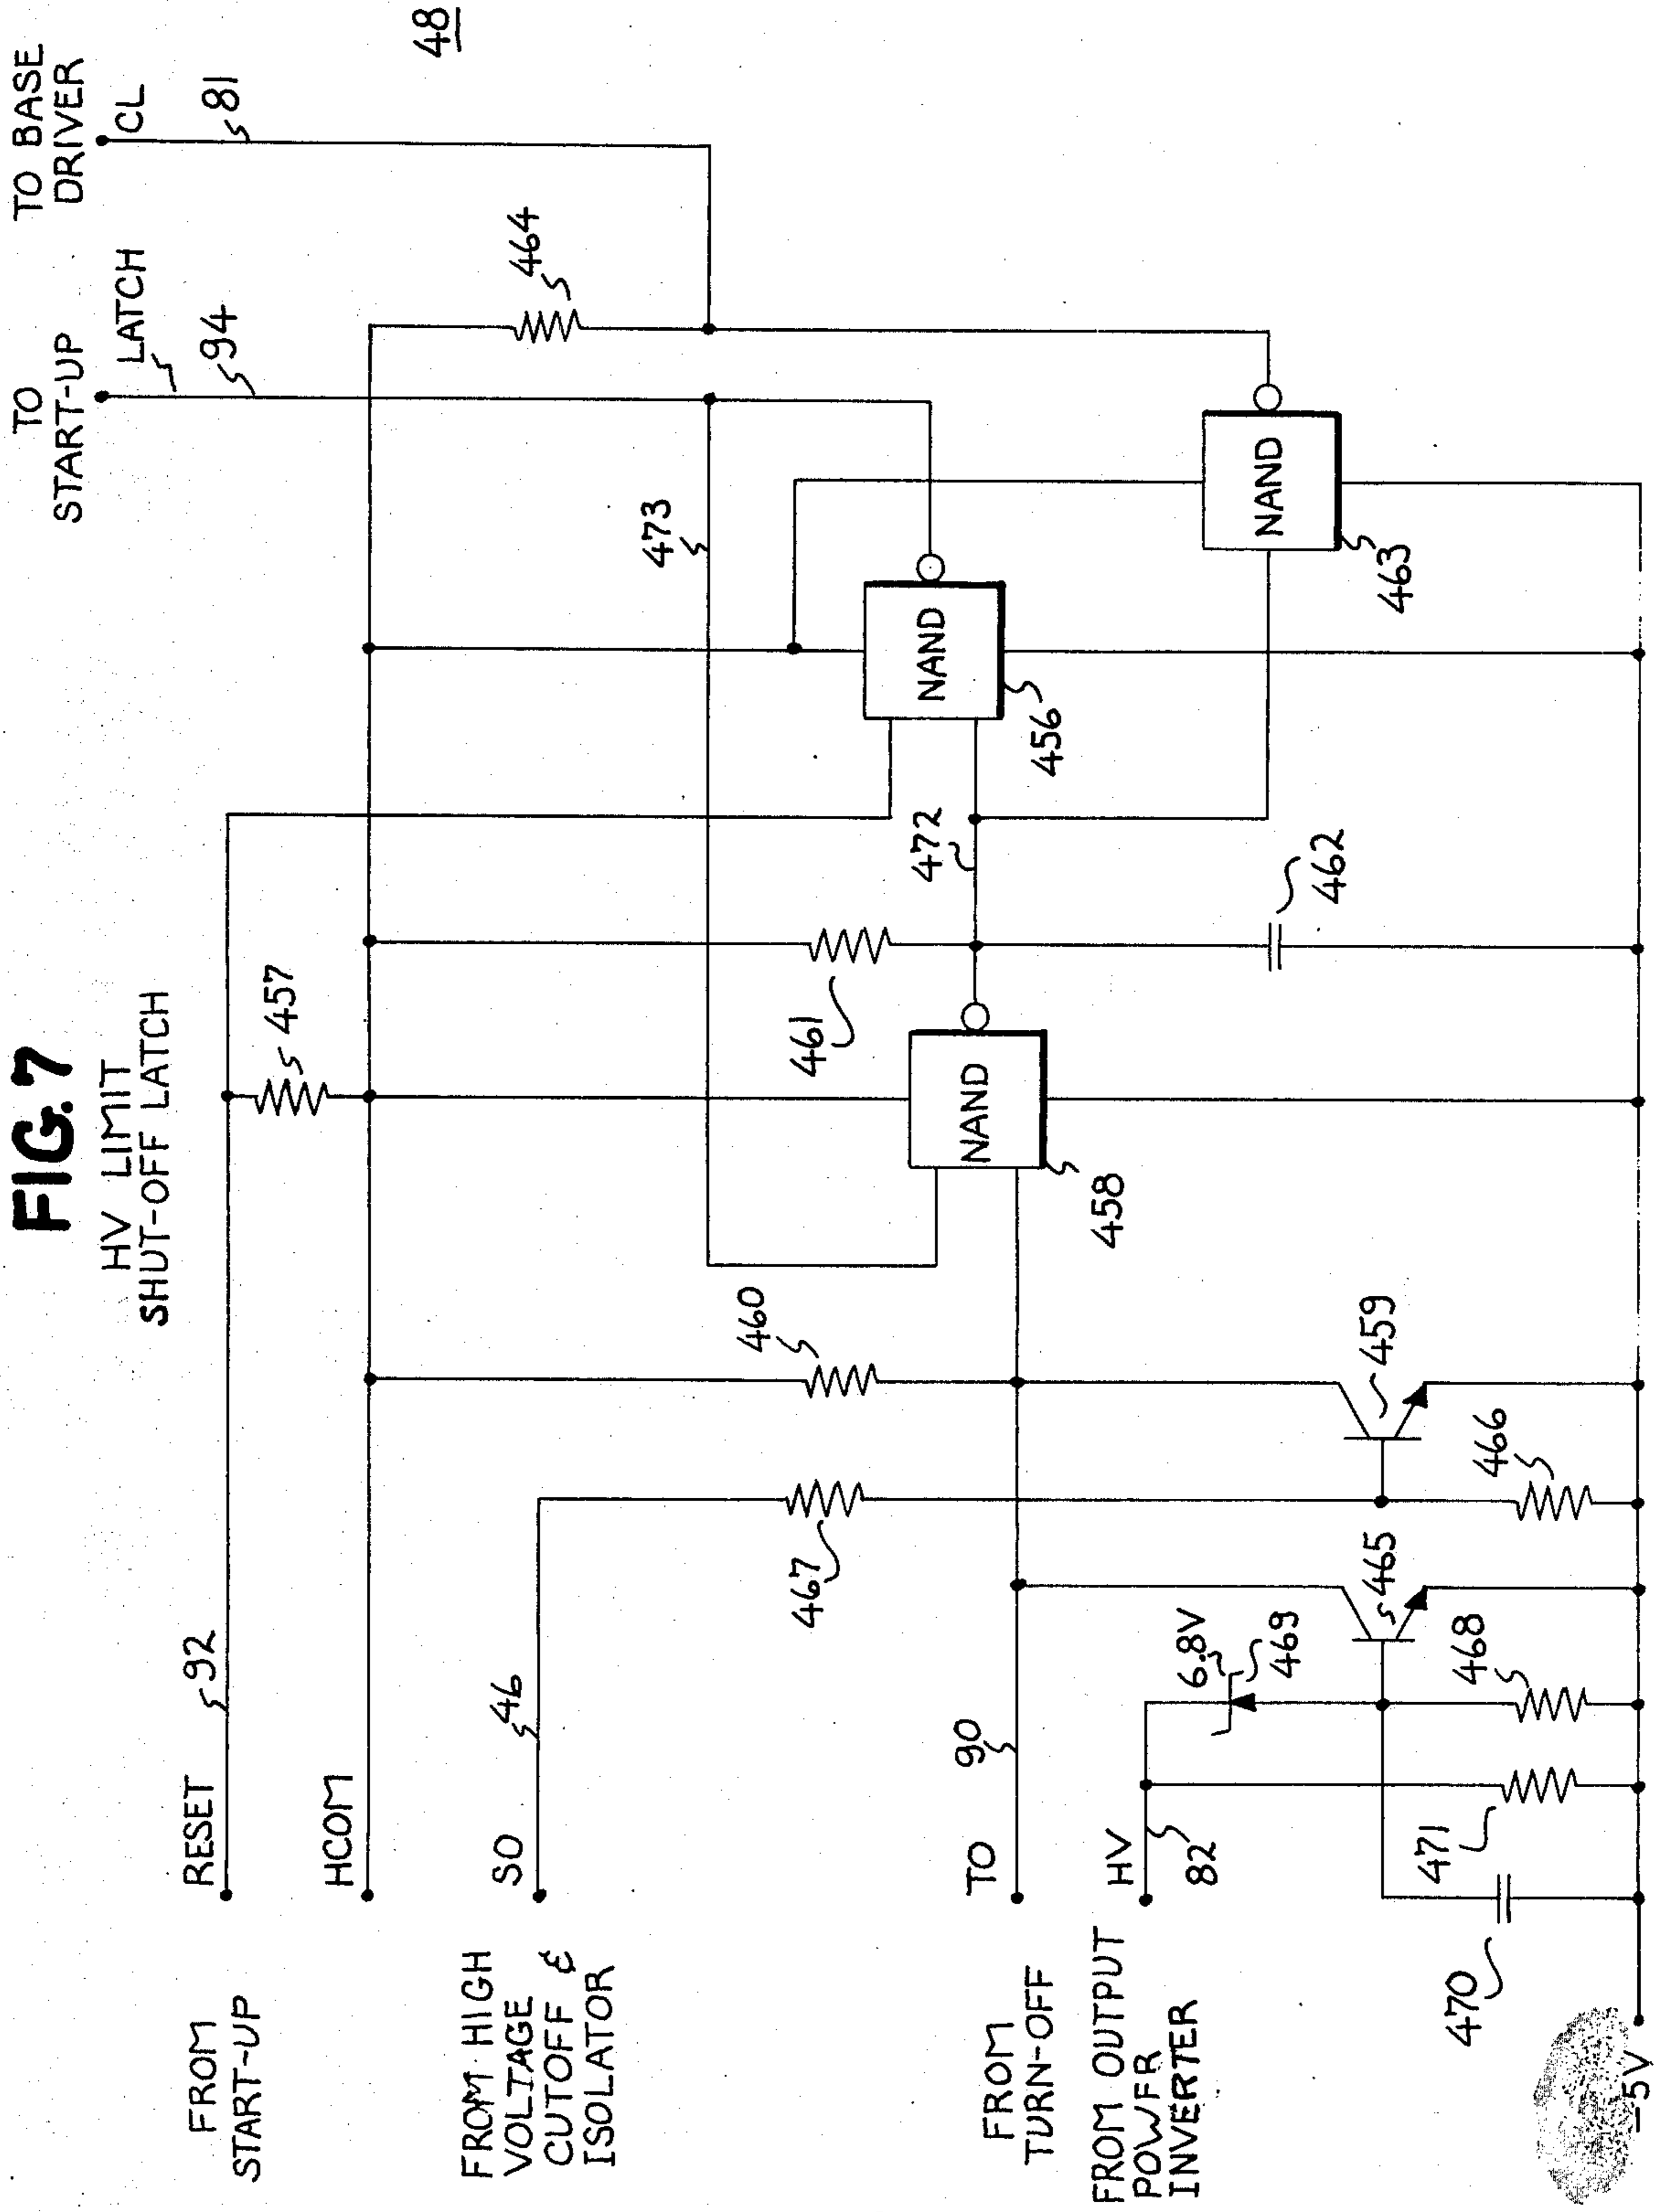 FIG. 7
HV LIMIT
SHUT-OFF LATCH
48
FROM
START-UP
RESET
92
457
HCOM
FROM HIGH
VOLTAGE
CUTOFF &
ISOLATOR
SO
46
467
460
473
464
TO
START-UP
LATCH
94
TO BASE
DRIVER
CL
81
FROM
TURN-OFF
TO
90
461
472
NAND
458
NAND
456
NAND
463
462
FROM OUTPUT
POWER
INVERTER
HV
82
6.8V
469
465
459
466
468
471
470
-5V